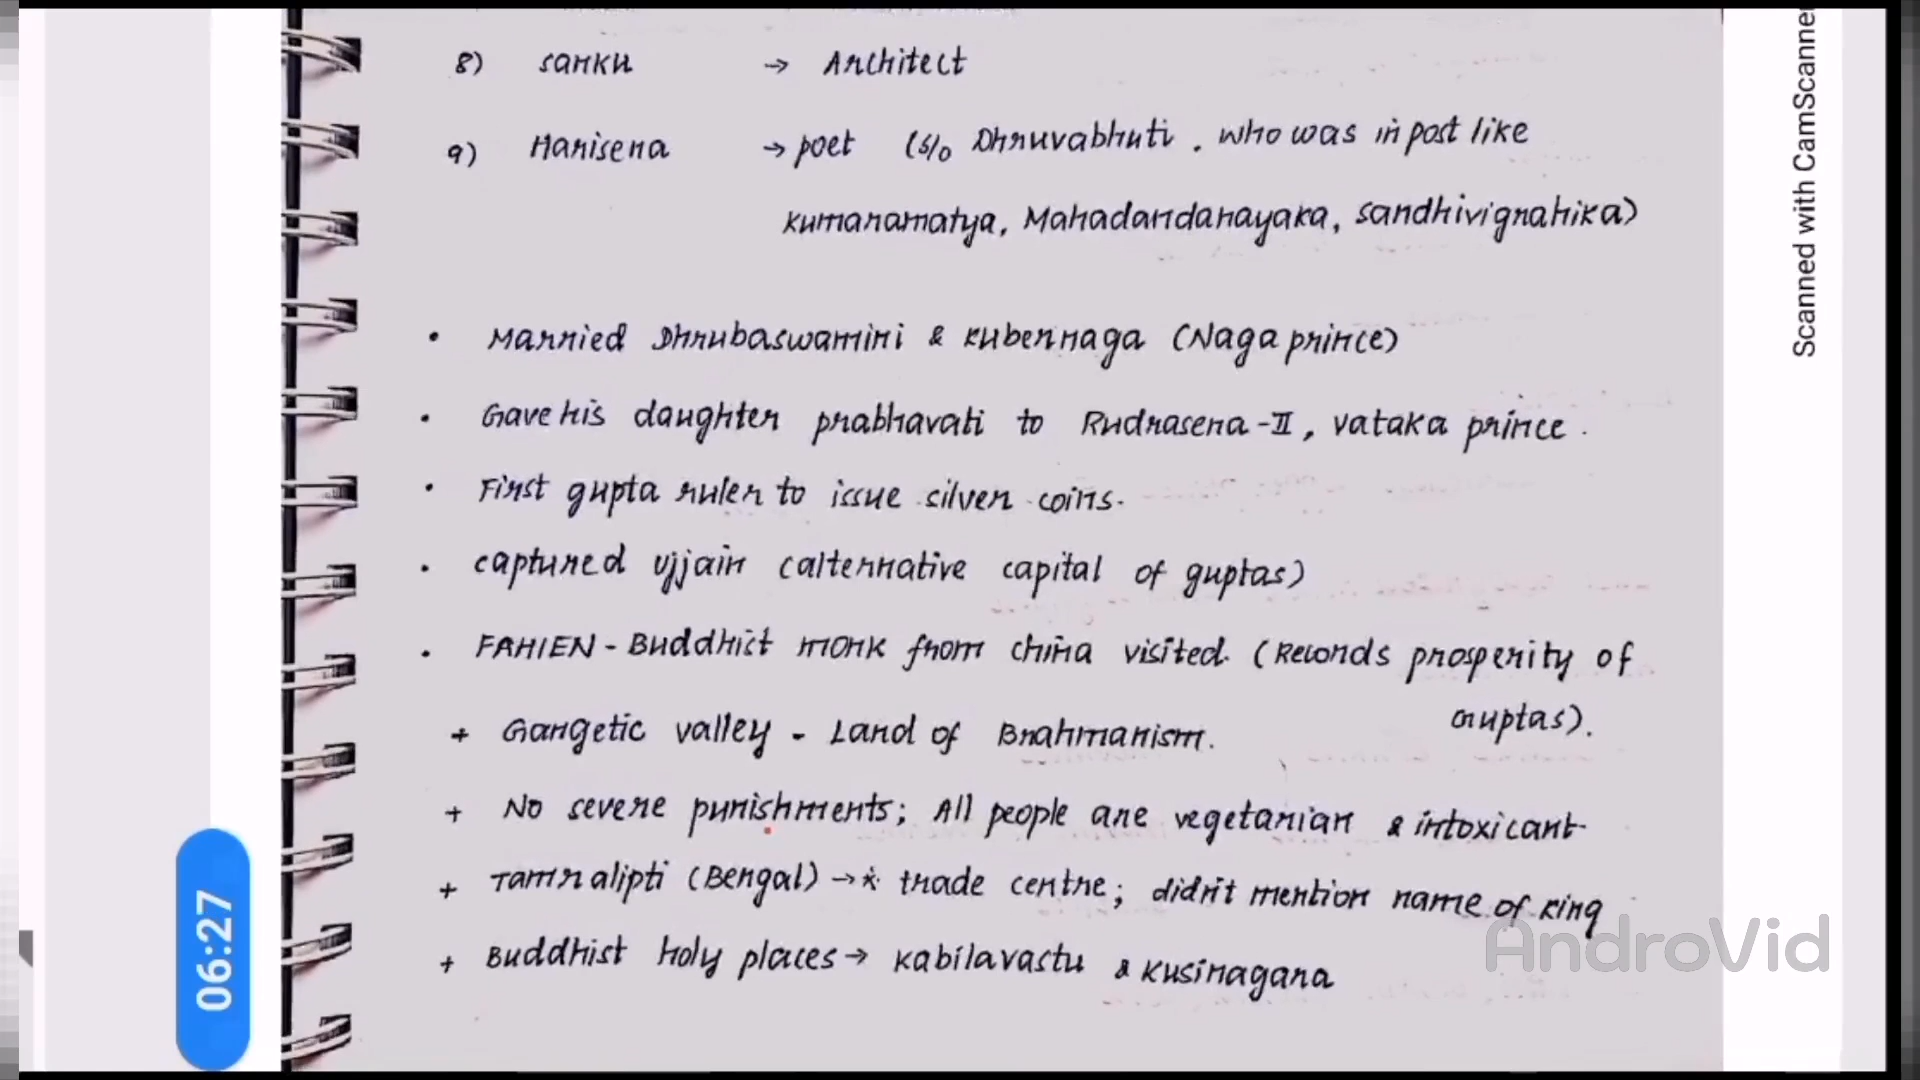 8) Sanku → Architect
9) Harisena → poet (s/o Dhruvabhuti. who was in post like
Kumaramatya, Mahadandanayaka, Sandhivigrahika)
• Married Dhrubaswamini & Kubernaga (Naga prince)
• Gave his daughter prabhavati to Rudrasena-II, vataka prince.
• First gupta ruler to issue silver coins.
• captured ujjain (alternative capital of guptas)
• FAHIEN - Buddhist monk from china visited. (Records prosperity of
Guptas).
+ Gangetic valley - Land of Brahmanism.
+ No severe punishments; All people are vegetarian & intoxicant
+ Tamralipti (Bengal) → * trade centre; didn't mention name of king
+ Buddhist Holy places → Kabilavastu & Kusinagara
Scanned with CamScanner
06:27
AndroVid